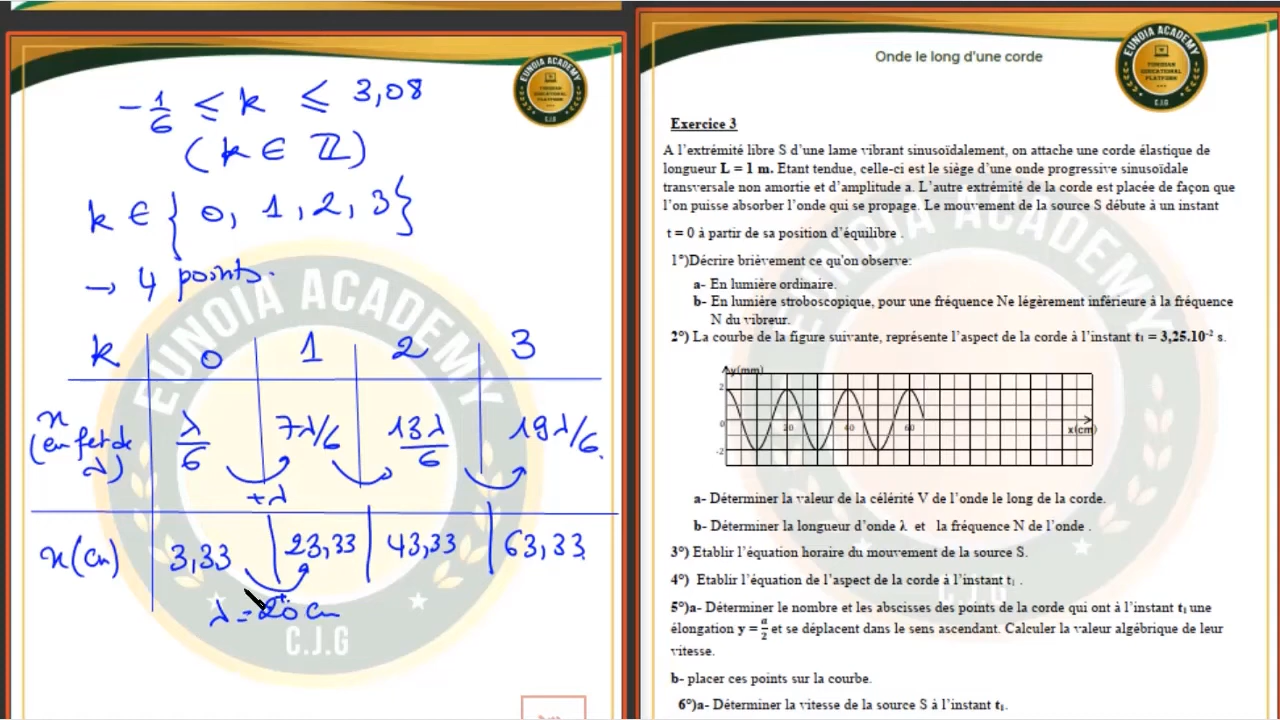 EUNOIA ACADEMY
TUNISIAN
EDUCATIONAL
PLATFORM
C.J.G
- 1/6 ≤ k ≤ 3,08
(k ∈ ℤ)
k ∈ { 0, 1, 2, 3 }
→ 4 points.
k 0 1 2 3
x (en fct de λ) λ/6 7λ/6 13λ/6 19λ/6.
+λ
x(cm) 3,33 23,33 43,33 63,33
λ = 20 cm
EUNOIA ACADEMY
C.J.G
Onde le long d'une corde
EUNOIA ACADEMY
TUNISIAN
EDUCATIONAL
PLATFORM
C.J.G
Exercice 3
A l'extrémité libre S d'une lame vibrant sinusoïdalement, on attache une corde élastique de
longueur L = 1 m. Etant tendue, celle-ci est le siège d'une onde progressive sinusoïdale
transversale non amortie et d'amplitude a. L'autre extrémité de la corde est placée de façon que
l'on puisse absorber l'onde qui se propage. Le mouvement de la source S débute à un instant
t = 0 à partir de sa position d'équilibre .
1°)Décrire brièvement ce qu'on observe:
a- En lumière ordinaire.
b- En lumière stroboscopique, pour une fréquence Ne légèrement inférieure à la fréquence
N du vibreur.
2°) La courbe de la figure suivante, représente l'aspect de la corde à l'instant t₁ = 3,25.10⁻² s.
y(mm)
2
0 20 40 60 x(cm)
-2
a- Déterminer la valeur de la célérité V de l'onde le long de la corde.
b- Déterminer la longueur d'onde λ et la fréquence N de l'onde .
3°) Etablir l'équation horaire du mouvement de la source S.
4°) Etablir l'équation de l'aspect de la corde à l'instant t₁ .
5°)a- Déterminer le nombre et les abscisses des points de la corde qui ont à l'instant t₁ une
élongation y = a/2 et se déplacent dans le sens ascendant. Calculer la valeur algébrique de leur
vitesse.
b- placer ces points sur la courbe.
6°)a- Déterminer la vitesse de la source S à l'instant t₁.